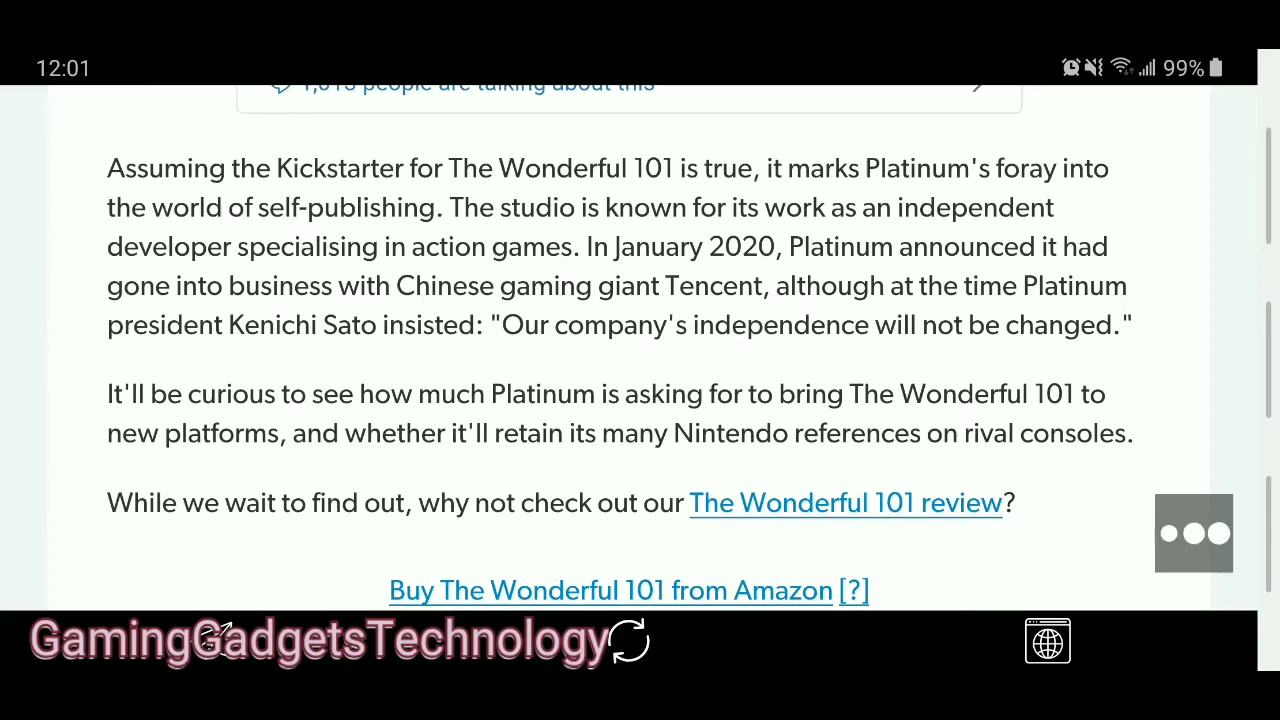 12:01
99%
people are talking about this
Assuming the Kickstarter for The Wonderful 101 is true, it marks Platinum's foray into
the world of self-publishing. The studio is known for its work as an independent
developer specialising in action games. In January 2020, Platinum announced it had
gone into business with Chinese gaming giant Tencent, although at the time Platinum
president Kenichi Sato insisted: "Our company's independence will not be changed."
It'll be curious to see how much Platinum is asking for to bring The Wonderful 101 to
new platforms, and whether it'll retain its many Nintendo references on rival consoles.
While we wait to find out, why not check out our The Wonderful 101 review?
Buy The Wonderful 101 from Amazon [?]
GamingGadgetsTechnology